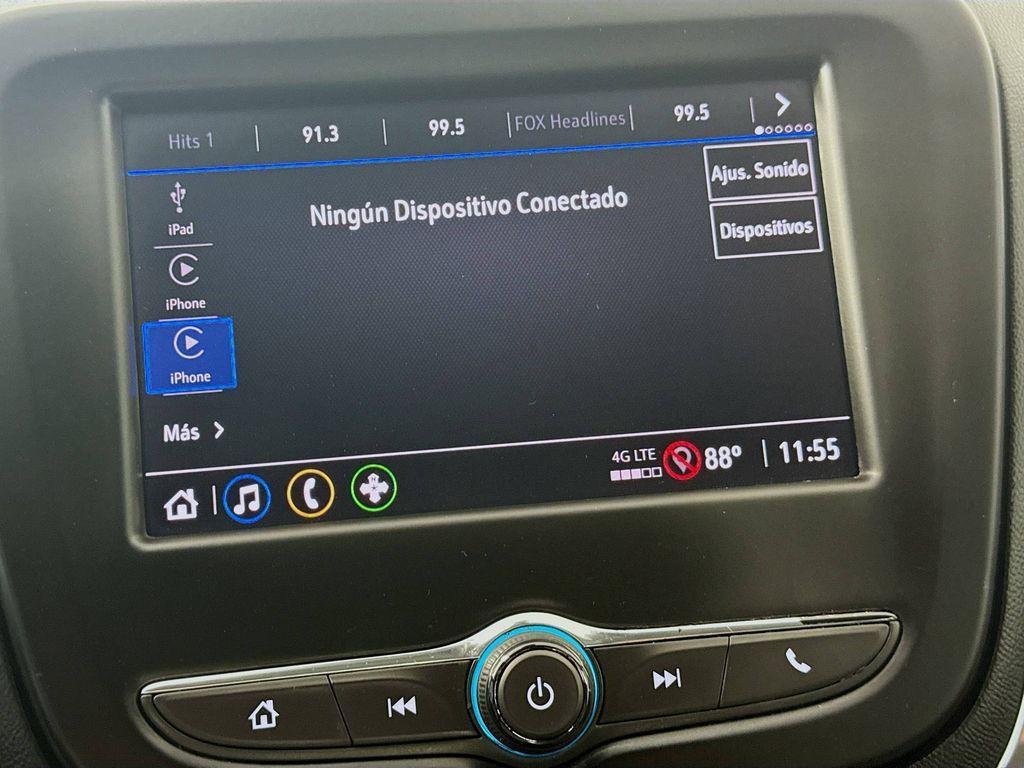 Hits 1
91.3
99.5
FOX Headlines
99.5
iPad
Ningún Dispositivo Conectado
Ajus. Sonido
Dispositivos
iPhone
iPhone
Más
4G LTE
88º
11:55